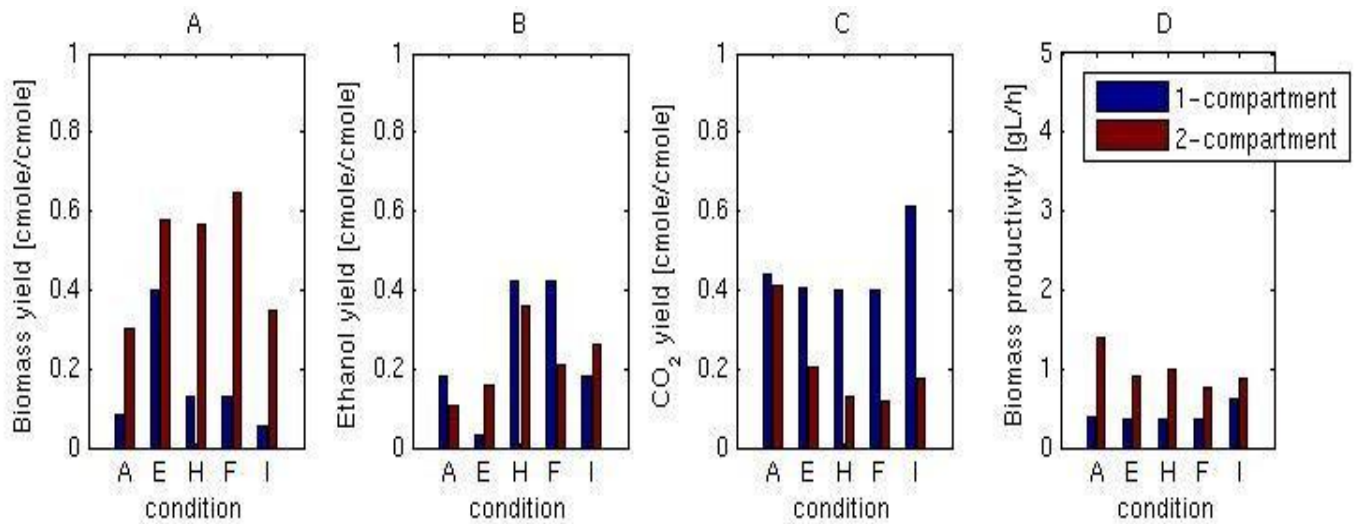 A
Biomass yield [cmole/cmole]
1
0.8
0.6
0.4
0.2
0
A E H F I
condition
B
Ethanol yield [cmole/cmole]
1
0.8
0.6
0.4
0.2
0
A E H F I
condition
C
CO₂ yield [cmole/cmole]
1
0.8
0.6
0.4
0.2
0
A E H F I
condition
D
Biomass productivity [gL/h]
5
4
3
2
1
0
A E H F I
condition
1-compartment
2-compartment